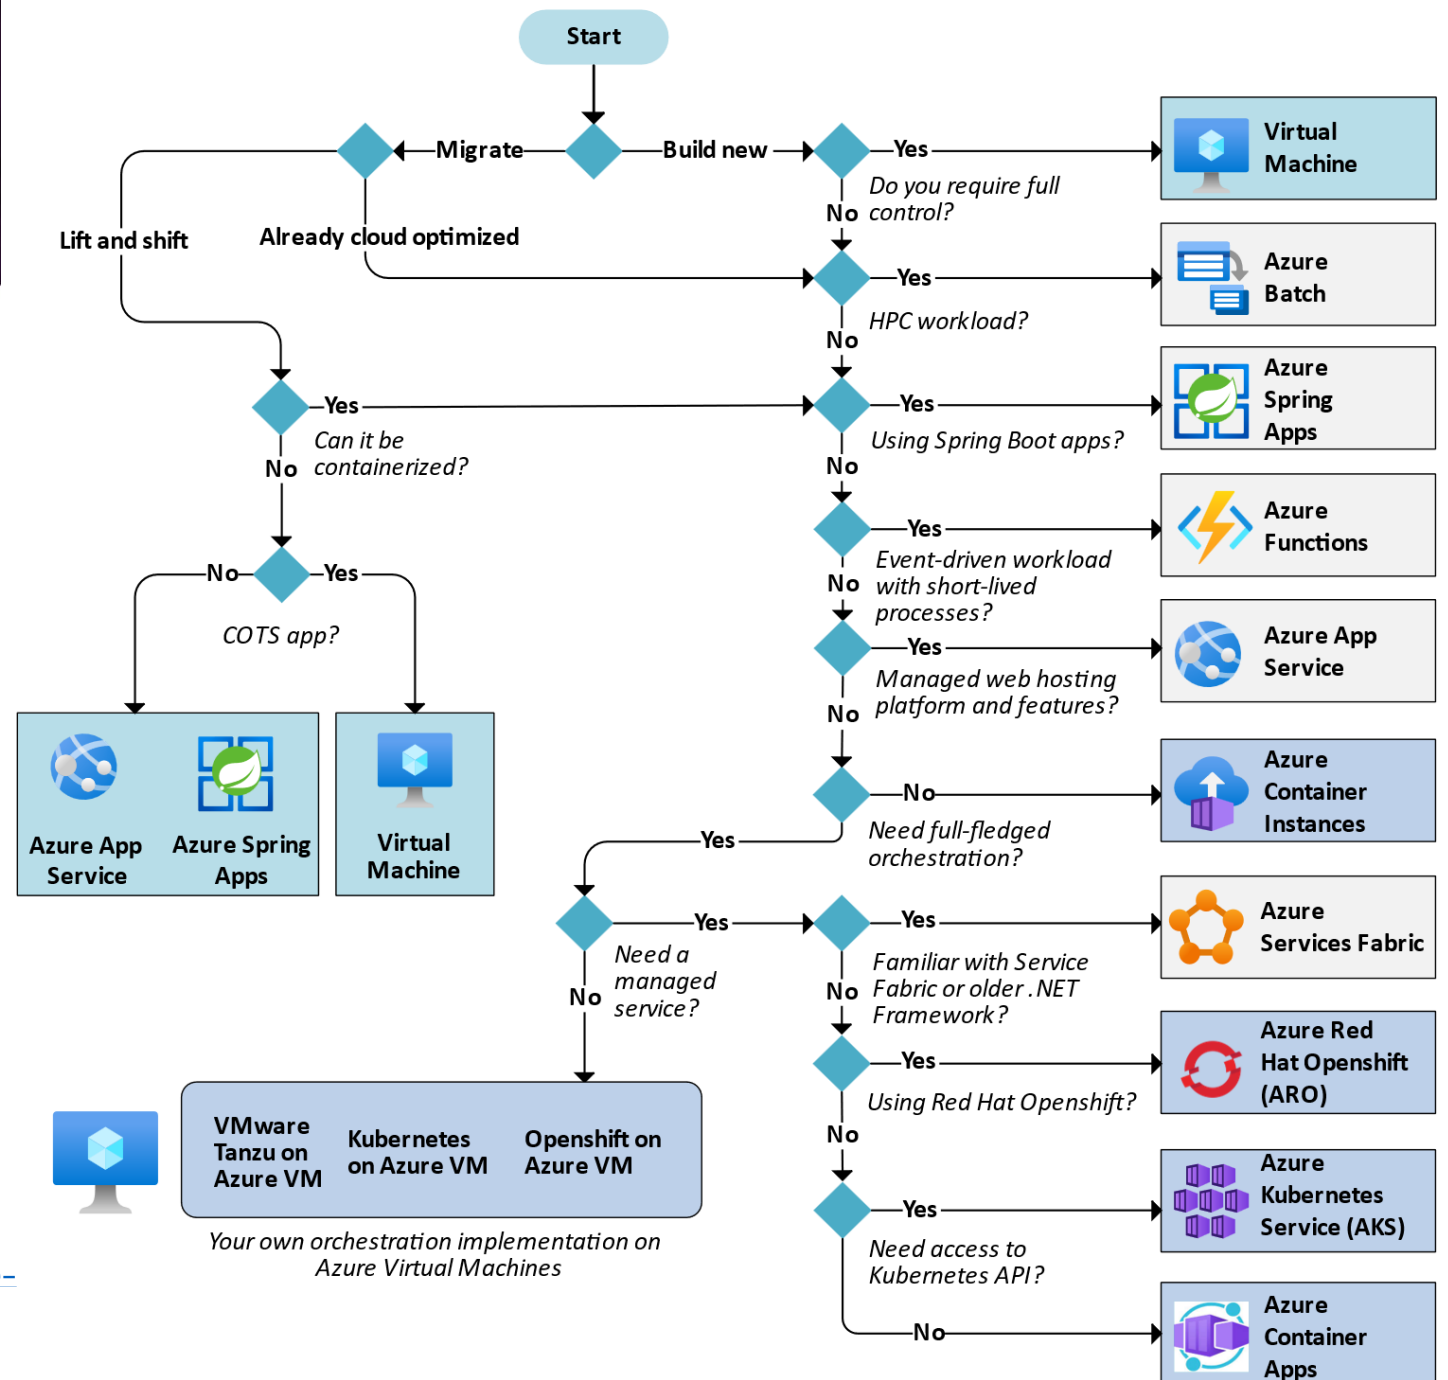 Start
Migrate
Build new
Yes
Do you require full
control?
No
Virtual
Machine
Lift and shift
Already cloud optimized
Yes
HPC workload?
No
Azure
Batch
Yes
Can it be
containerized?
No
Yes
Using Spring Boot apps?
No
Azure
Spring
Apps
Yes
Event-driven workload
with short-lived
processes?
No
Azure
Functions
No
Yes
COTS app?
Yes
Managed web hosting
platform and features?
No
Azure App
Service
Azure App
Service
Azure Spring
Apps
Virtual
Machine
No
Need full-fledged
orchestration?
Yes
Azure
Container
Instances
Yes
Need a
managed
service?
No
Yes
Familiar with Service
Fabric or older .NET
Framework?
No
Azure
Services Fabric
Yes
Using Red Hat Openshift?
No
Azure Red
Hat Openshift
(ARO)
VMware
Tanzu on
Azure VM
Kubernetes
on Azure VM
Openshift on
Azure VM
Your own orchestration implementation on
Azure Virtual Machines
Yes
Need access to
Kubernetes API?
No
Azure
Kubernetes
Service (AKS)
Azure
Container
Apps